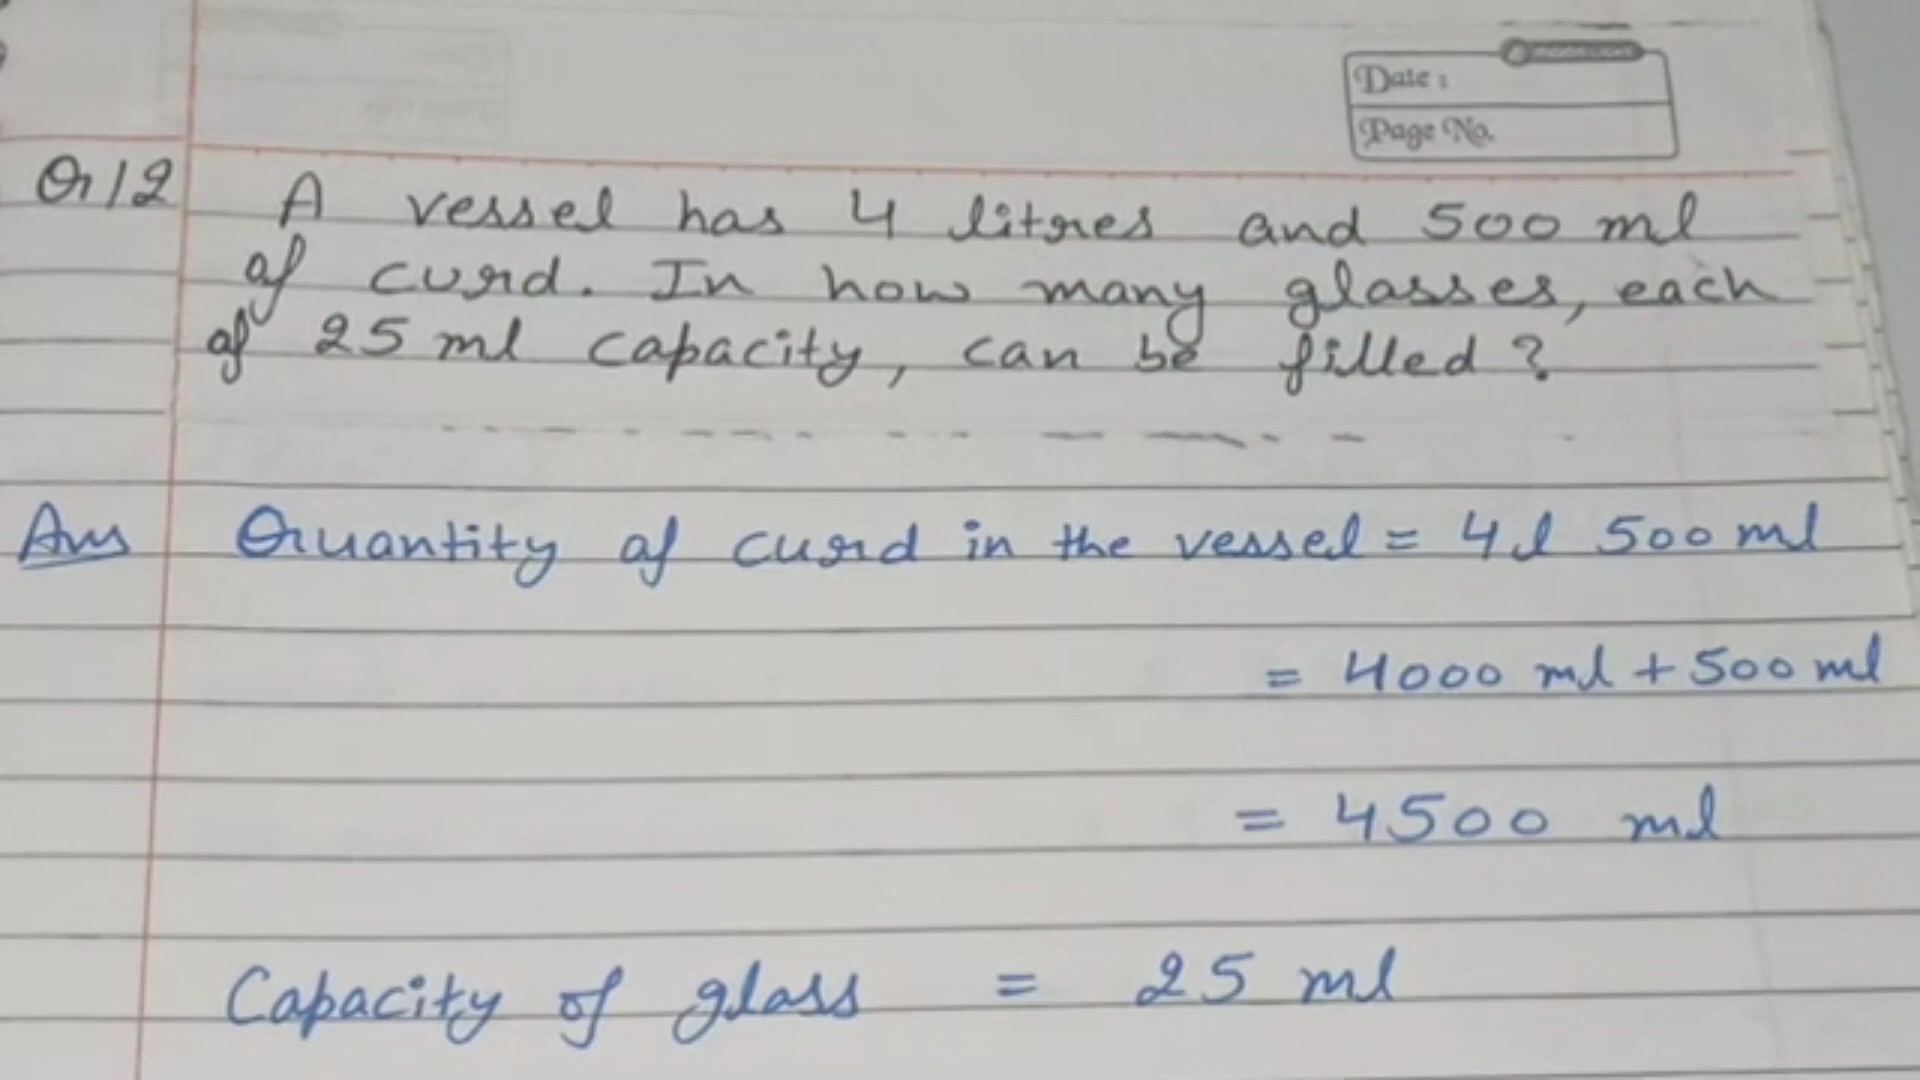 Date :
Page No.
Q12 A vessel has 4 litres and 500 ml
of curd. In how many glasses, each
of 25 ml capacity, can be filled ?
Ans Quantity of curd in the vessel = 4 l 500 ml
= 4000 ml + 500 ml
= 4500 ml
Capacity of glass = 25 ml